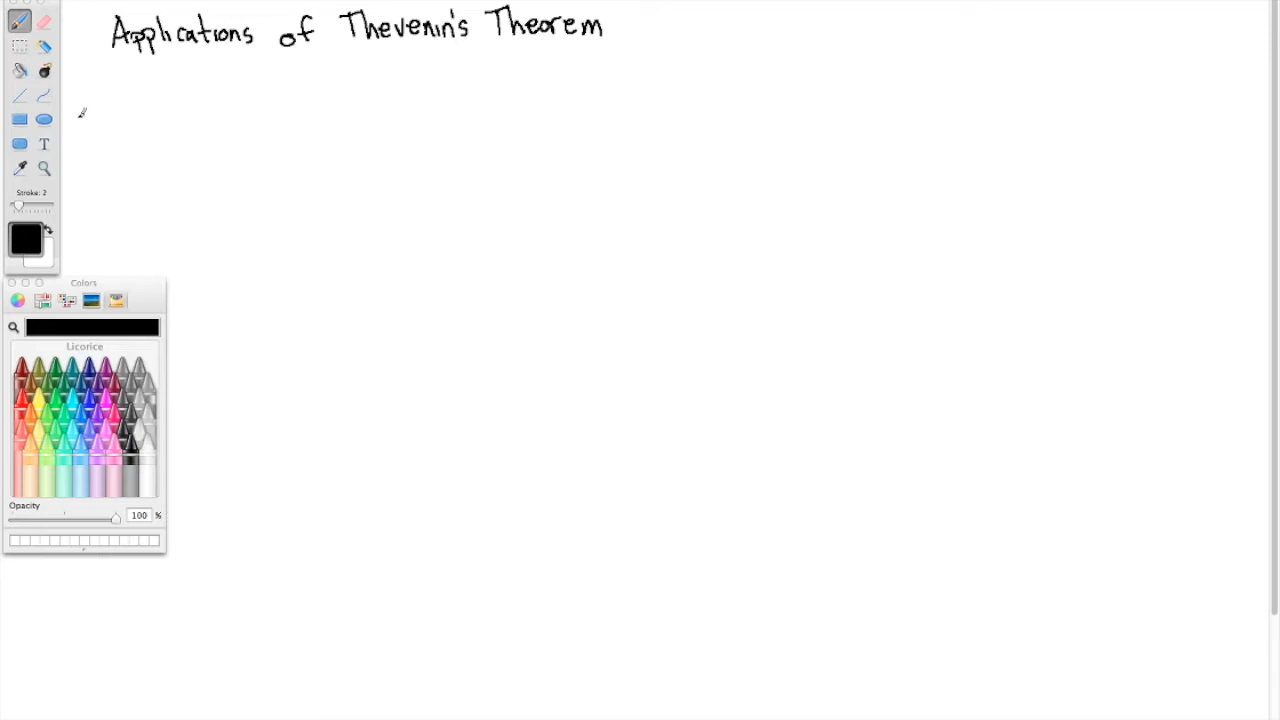 Applications of Thevenin's Theorem
Stroke: 2
Colors
Licorice
Opacity
100 %